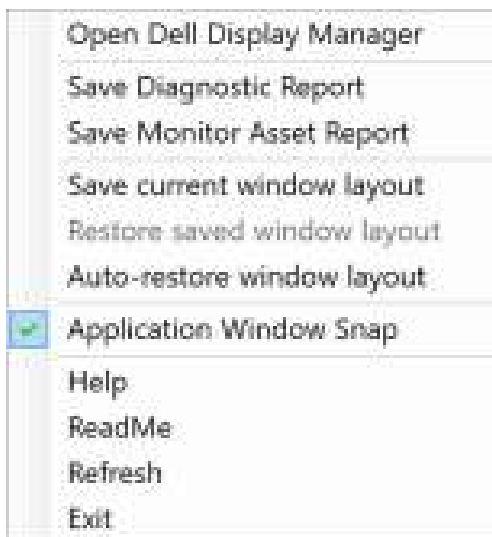 Open Dell Display Manager
Save Diagnostic Report
Save Monitor Asset Report
Save current window layout
Restore saved window layout
Auto-restore window layout
Application Window Snap
Help
ReadMe
Refresh
Exit